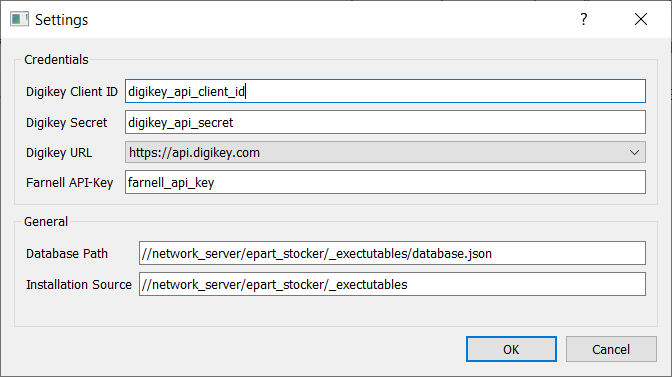 Settings
?
Credentials
Digikey Client ID digikey_api_client_id
Digikey Secret digikey_api_secret
Digikey URL https://api.digikey.com
Farnell API-Key farnell_api_key
General
Database Path //network_server/epart_stocker/_exectutables/database.json
Installation Source //network_server/epart_stocker/_exectutables
OK Cancel